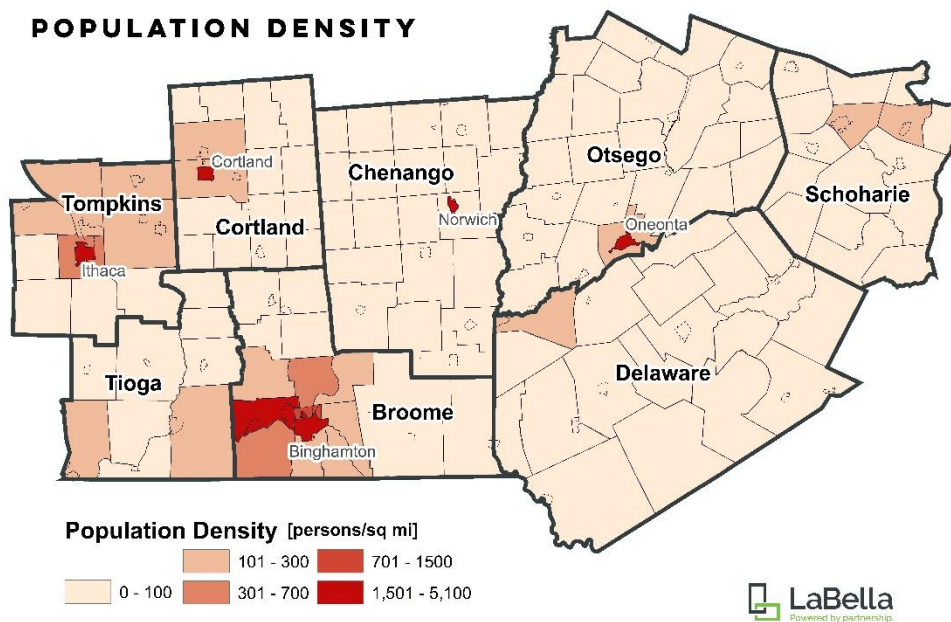 POPULATION DENSITY
Cortland
Chenango
Otsego
Tompkins
Schoharie
Norwich
Cortland
Oneonta
Ithaca
Tioga
Delaware
Broome
Binghamton
Population Density [persons/sq mi]
101 - 300 701 - 1500
0 - 100 301 - 700 1,501 - 5,100
LaBella
Powered by partnership.